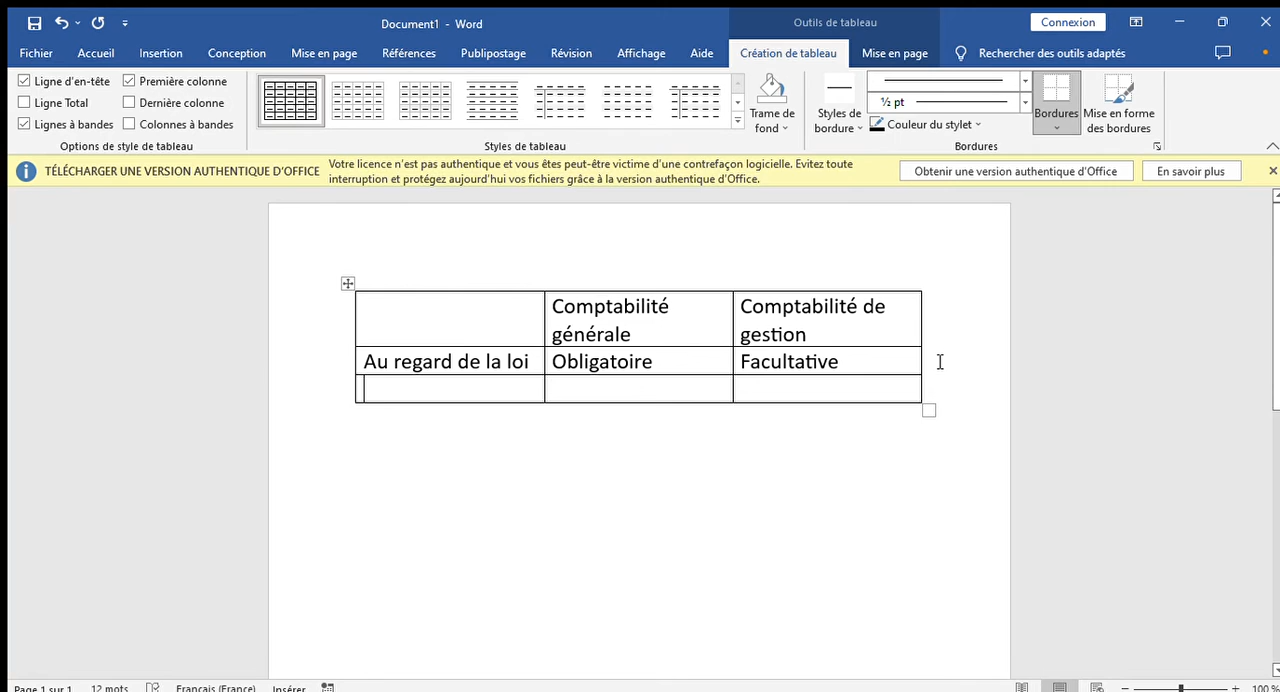 Document1 - Word
Outils de tableau
Connexion
Fichier Accueil Insertion Conception Mise en page Références Publipostage Révision Affichage Aide Création de tableau Mise en page Rechercher des outils adaptés
Ligne d'en-tête Première colonne
Ligne Total Dernière colonne
Lignes à bandes Colonnes à bandes
Options de style de tableau
Styles de tableau
Trame de
fond
Styles de
bordure
½ pt
Couleur du stylet
Bordures
Mise en forme
des bordures
Bordures
TÉLÉCHARGER UNE VERSION AUTHENTIQUE D'OFFICE
Votre licence n'est pas authentique et vous êtes peut-être victime d'une contrefaçon logicielle. Evitez toute
interruption et protégez aujourd'hui vos fichiers grâce à la version authentique d'Office.
Obtenir une version authentique d'Office
En savoir plus
Comptabilité
générale
Comptabilité de
gestion
Au regard de la loi Obligatoire Facultative
Page 1 sur 1 12 mots Français (France) Insérer 100 %